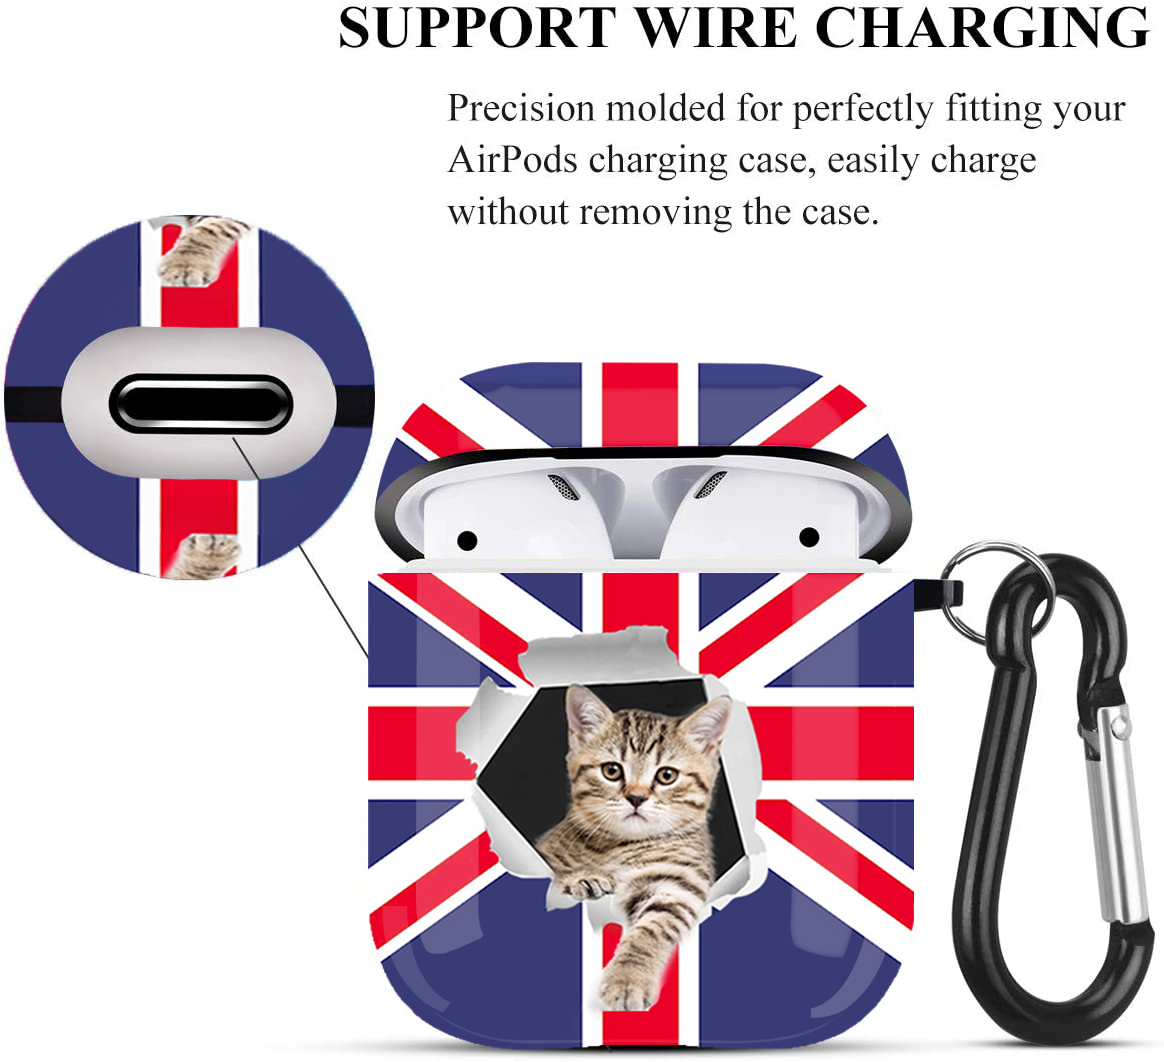 SUPPORT WIRE CHARGING
Precision molded for perfectly fitting your
AirPods charging case, easily charge
without removing the case.